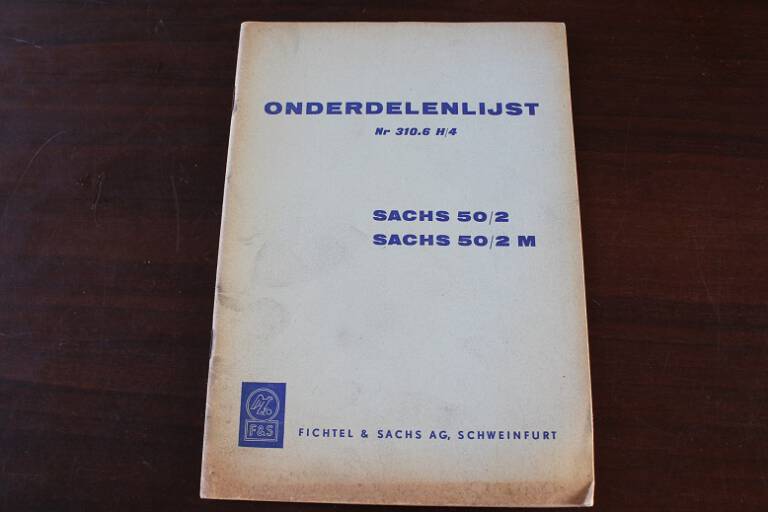 ONDERDELENLIJST
Nr 310.6 H/4
SACHS 50/2
SACHS 50/2 M
F&S
FICHTEL & SACHS AG, SCHWEINFURT